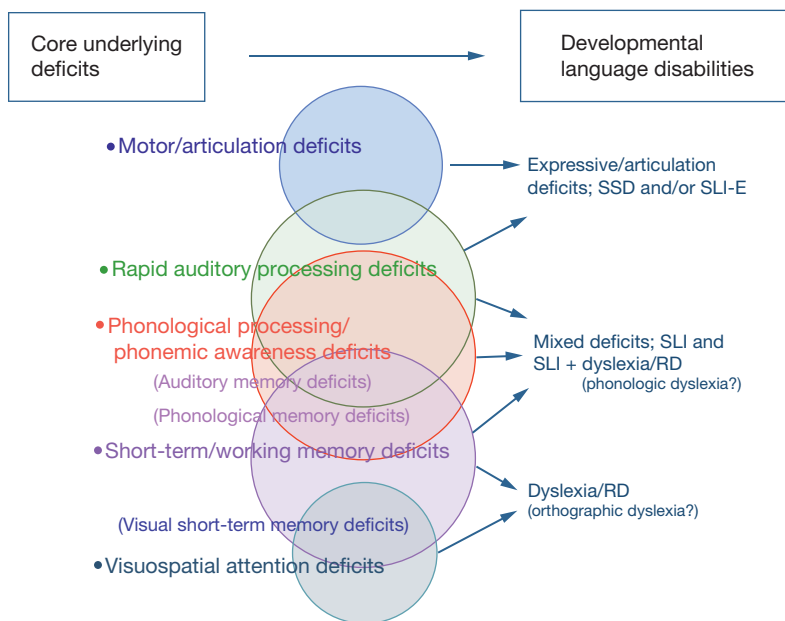 Core underlying
deficits
Developmental
language disabilities
•Motor/articulation deficits
Expressive/articulation
deficits; SSD and/or SLI-E
•Rapid auditory processing deficits
•Phonological processing/
phonemic awareness deficits
(Auditory memory deficits)
(Phonological memory deficits)
Mixed deficits; SLI and
SLI + dyslexia/RD
(phonologic dyslexia?)
•Short-term/working memory deficits
Dyslexia/RD
(orthographic dyslexia?)
(Visual short-term memory deficits)
•Visuospatial attention deficits